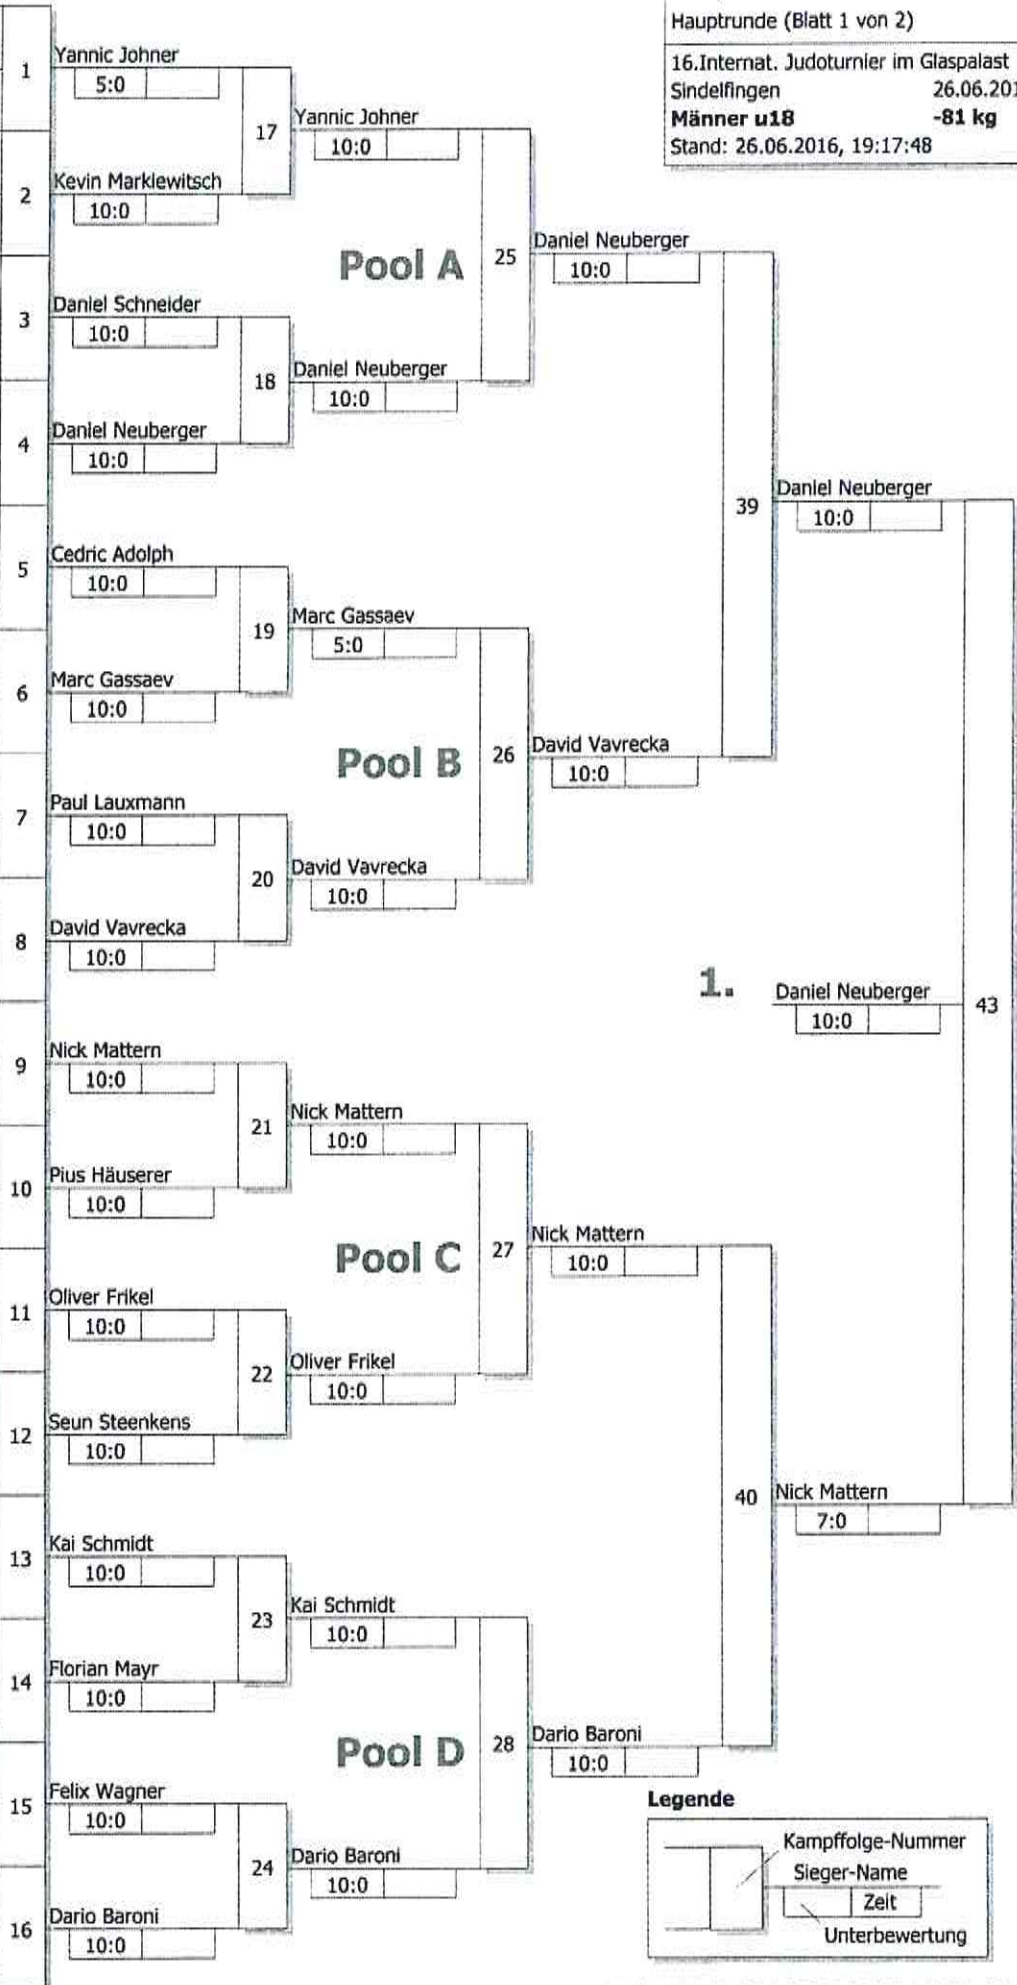 Hauptrunde (Blatt 1 von 2)
16.Internat. Judoturnier im Glaspalast
Sindelfingen 26.06.201
Männer u18 -81 kg
Stand: 26.06.2016, 19:17:48
1 Yannic Johner
5:0
17
Yannic Johner
10:0
2 Kevin Marklewitsch
10:0
Pool A
25
Daniel Neuberger
10:0
3 Daniel Schneider
10:0
18
Daniel Neuberger
10:0
4 Daniel Neuberger
10:0
39
Daniel Neuberger
10:0
5 Cedric Adolph
10:0
19
Marc Gassaev
5:0
6 Marc Gassaev
10:0
Pool B
26
David Vavrecka
10:0
7 Paul Lauxmann
10:0
20
David Vavrecka
10:0
8 David Vavrecka
10:0
1.
Daniel Neuberger
10:0
43
9 Nick Mattern
10:0
21
Nick Mattern
10:0
10 Pius Häuserer
10:0
Pool C
27
Nick Mattern
10:0
11 Oliver Frikel
10:0
22
Oliver Frikel
10:0
12 Seun Steenkens
10:0
40
Nick Mattern
7:0
13 Kai Schmidt
10:0
23
Kai Schmidt
10:0
14 Florian Mayr
10:0
Pool D
28
Dario Baroni
10:0
15 Felix Wagner
10:0
24
Dario Baroni
10:0
16 Dario Baroni
10:0
Legende
Kampffolge-Nummer
Sieger-Name
Zeit
Unterbewertung